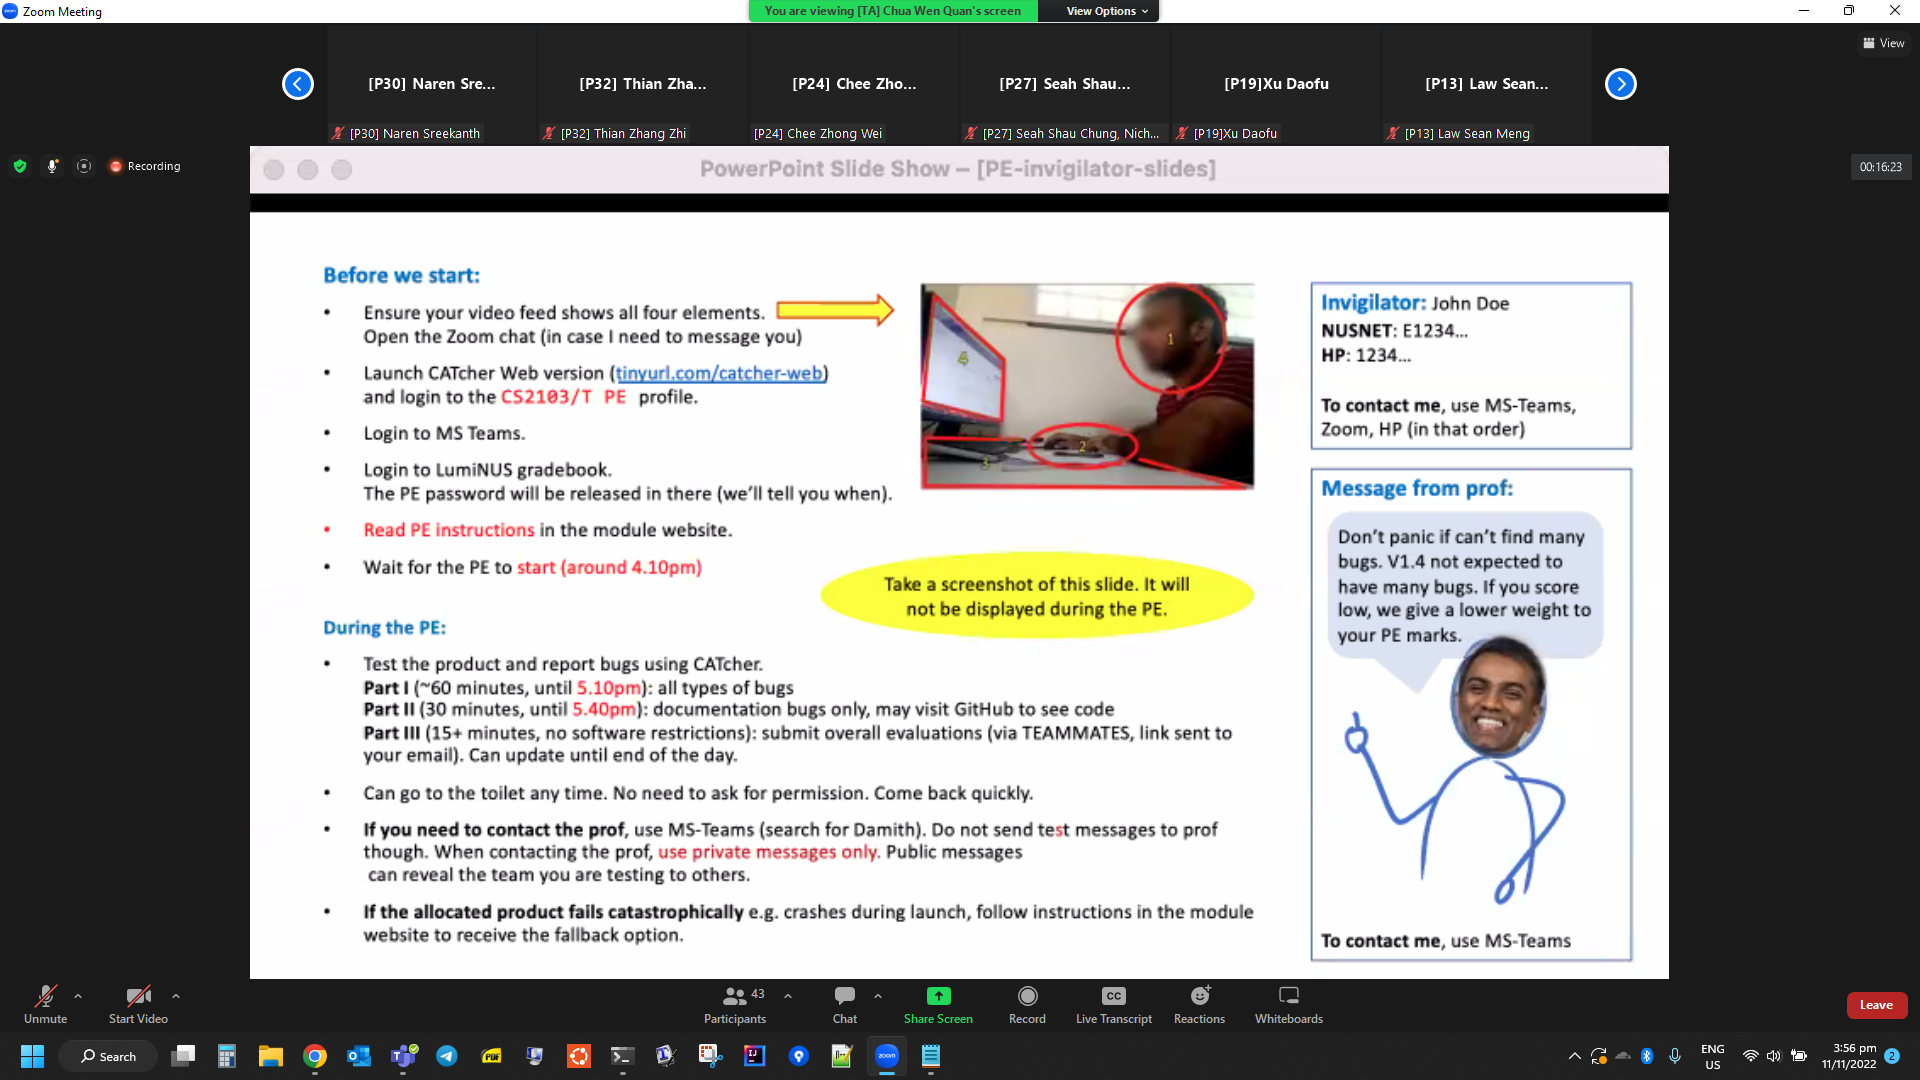 Zoom Meeting
You are viewing [TA] Chua Wen Quan's screen
View Options
View
[P30] Naren Sre...
[P32] Thian Zha...
[P24] Chee Zho...
[P27] Seah Shau...
[P19]Xu Daofu
[P13] Law Sean...
[P30] Naren Sreekanth
[P32] Thian Zhang Zhi
[P24] Chee Zhong Wei
[P27] Seah Shau Chung, Nich...
[P19]Xu Daofu
[P13] Law Sean Meng
Recording
00:16:23
PowerPoint Slide Show – [PE-invigilator-slides]
Before we start:
• Ensure your video feed shows all four elements.
Open the Zoom chat (in case I need to message you)
• Launch CATcher Web version (tinyurl.com/catcher-web)
and login to the CS2103/T PE profile.
• Login to MS Teams.
• Login to LumiNUS gradebook.
The PE password will be released in there (we'll tell you when).
• Read PE instructions in the module website.
• Wait for the PE to start (around 4.10pm)
1
2
3
4
Take a screenshot of this slide. It will
not be displayed during the PE.
During the PE:
• Test the product and report bugs using CATcher.
Part I (~60 minutes, until 5.10pm): all types of bugs
Part II (30 minutes, until 5.40pm): documentation bugs only, may visit GitHub to see code
Part III (15+ minutes, no software restrictions): submit overall evaluations (via TEAMMATES, link sent to
your email). Can update until end of the day.
• Can go to the toilet any time. No need to ask for permission. Come back quickly.
• If you need to contact the prof, use MS-Teams (search for Damith). Do not send test messages to prof
though. When contacting the prof, use private messages only. Public messages
can reveal the team you are testing to others.
• If the allocated product fails catastrophically e.g. crashes during launch, follow instructions in the module
website to receive the fallback option.
Invigilator: John Doe
NUSNET: E1234...
HP: 1234...
To contact me, use MS-Teams,
Zoom, HP (in that order)
Message from prof:
Don't panic if can't find many
bugs. V1.4 not expected to
have many bugs. If you score
low, we give a lower weight to
your PE marks.
To contact me, use MS-Teams
Unmute
Start Video
43
Participants
Chat
Share Screen
Record
CC
Live Transcript
Reactions
Whiteboards
Leave
Search
PDF
zoom
ENG
US
3:56 pm
11/11/2022
2